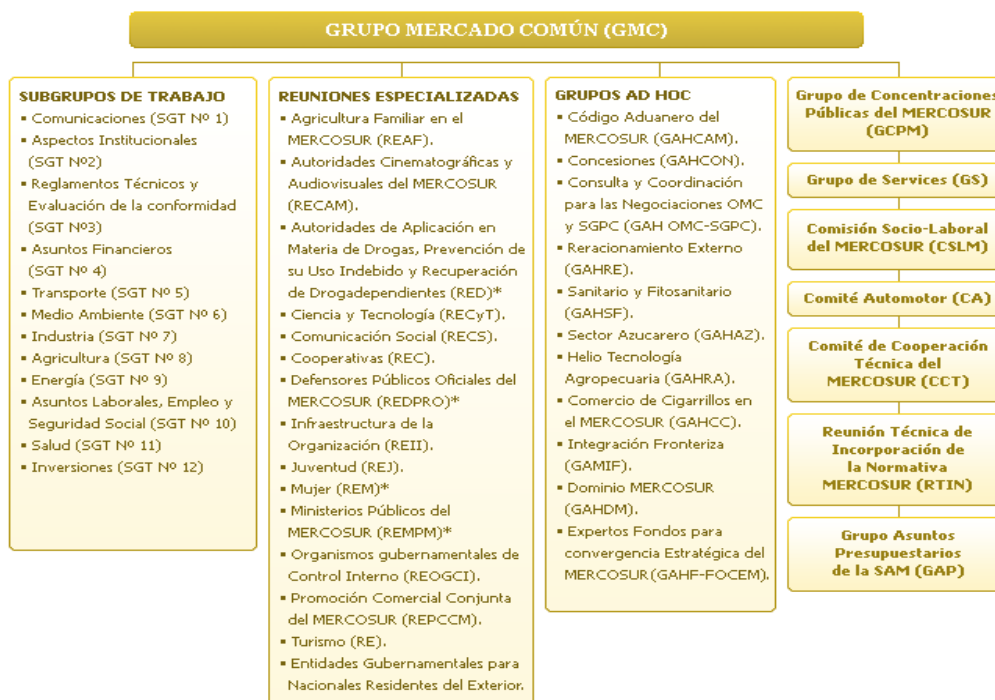 GRUPO MERCADO COMÚN (GMC)
SUBGRUPOS DE TRABAJO
▪ Comunicaciones (SGT Nº 1)
▪ Aspectos Institucionales
(SGT Nº2)
▪ Reglamentos Técnicos y
Evaluación de la conformidad
(SGT Nº3)
▪ Asuntos Financieros
(SGT Nº 4)
▪ Transporte (SGT Nº 5)
▪ Medio Ambiente (SGT Nº 6)
▪ Industria (SGT Nº 7)
▪ Agricultura (SGT Nº 8)
▪ Energía (SGT Nº 9)
▪ Asuntos Laborales, Empleo y
Seguridad Social (SGT Nº 10)
▪ Salud (SGT Nº 11)
▪ Inversiones (SGT Nº 12)
REUNIONES ESPECIALIZADAS
▪ Agricultura Familiar en el
MERCOSUR (REAF).
▪ Autoridades Cinematográficas y
Audiovisuales del MERCOSUR
(RECAM).
▪ Autoridades de Aplicación en
Materia de Drogas, Prevención de
su Uso Indebido y Recuperación
de Drogadependientes (RED)*
▪ Ciencia y Tecnología (RECyT).
▪ Comunicación Social (RECS).
▪ Cooperativas (REC).
▪ Defensores Públicos Oficiales del
MERCOSUR (REDPRO)*
▪ Infraestructura de la
Organización (REII).
▪ Juventud (REJ).
▪ Mujer (REM)*
▪ Ministerios Públicos del
MERCOSUR (REMPM)*
▪ Organismos gubernamentales de
Control Interno (REOGCI).
▪ Promoción Comercial Conjunta
del MERCOSUR (REPCCM).
▪ Turismo (RE).
▪ Entidades Gubernamentales para
Nacionales Residentes del Exterior.
GRUPOS AD HOC
▪ Código Aduanero del
MERCOSUR (GAHCAM).
▪ Concesiones (GAHCON).
▪ Consulta y Coordinación
para las Negociaciones OMC
y SGPC (GAH OMC-SGPC).
▪ Reracionamiento Externo
(GAHRE).
▪ Sanitario y Fitosanitario
(GAHSF).
▪ Sector Azucarero (GAHAZ).
▪ Helio Tecnología
Agropecuaria (GAHRA).
▪ Comercio de Cigarrillos en
el MERCOSUR (GAHCC).
▪ Integración Fronteriza
(GAMIF).
▪ Dominio MERCOSUR
(GAHDM).
▪ Expertos Fondos para
convergencia Estratégica del
MERCOSUR(GAHF-FOCEM).
Grupo de Concentraciones
Públicas del MERCOSUR
(GCPM)
Grupo de Services (GS)
Comisión Socio-Laboral
del MERCOSUR (CSLM)
Comité Automotor (CA)
Comité de Cooperación
Técnica del
MERCOSUR (CCT)
Reunión Técnica de
Incorporación de
la Normativa
MERCOSUR (RTIN)
Grupo Asuntos
Presupuestarios
de la SAM (GAP)